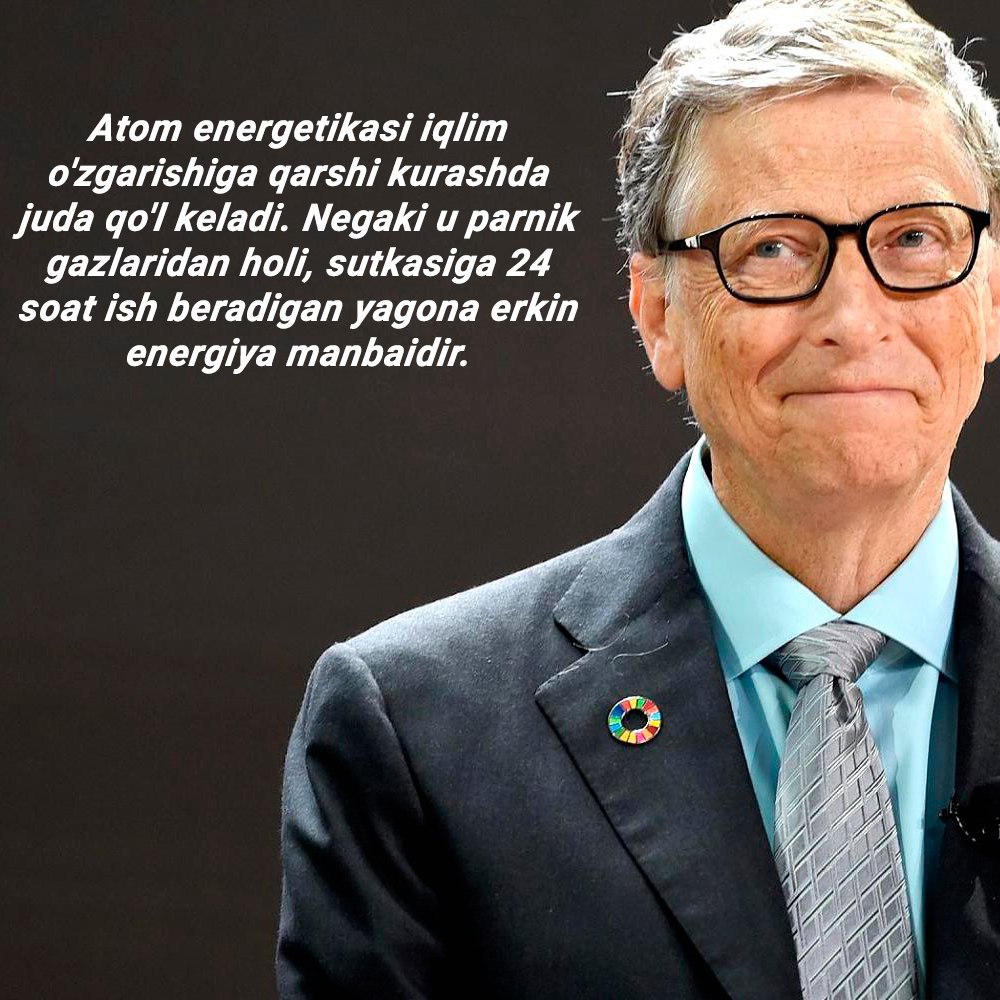 Atom energetikasi iqlim
o'zgarishiga qarshi kurashda
juda qo'l keladi. Negaki u parnik
gazlaridan holi, sutkasiga 24
soat ish beradigan yagona erkin
energiya manbaidir.